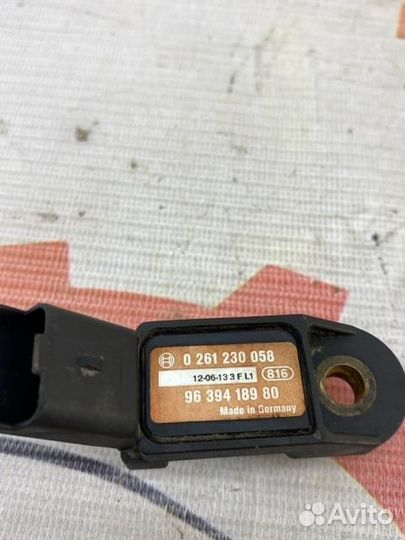 0 261 230 058
12-06-13 3 F L1 816
96 394 189 80
Made in Germany
Avito